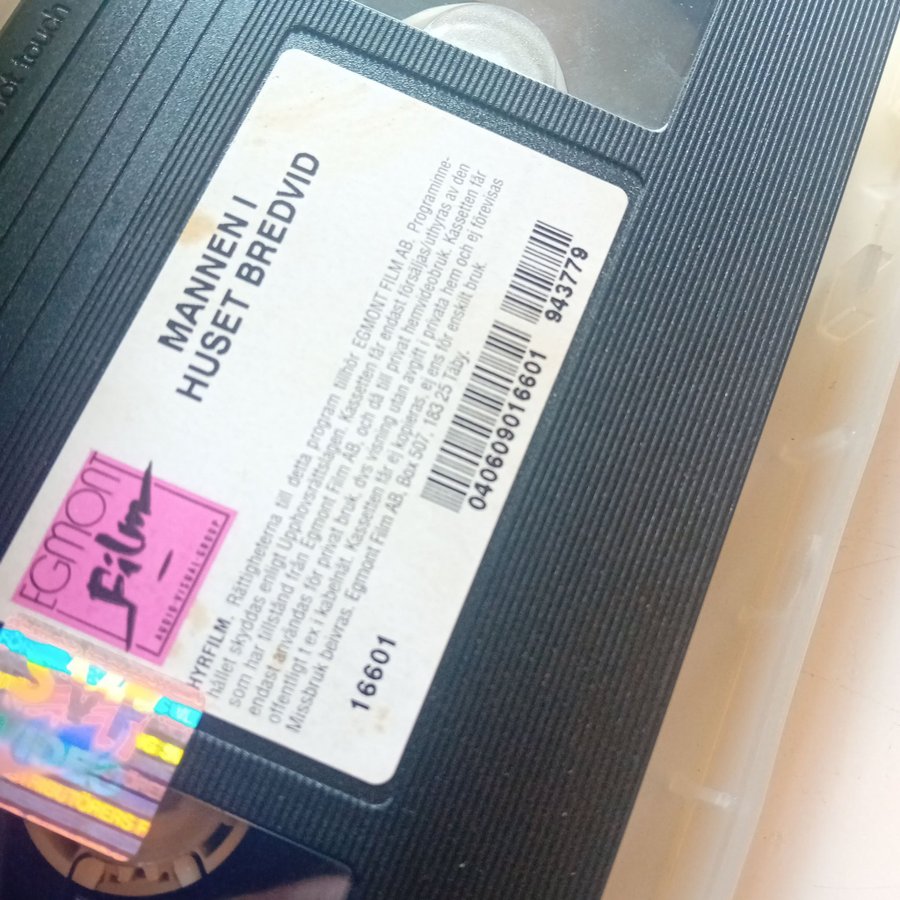 not touch
MANNEN I
HUSET BREDVID
EGMONT
Film
AUDIO VISUAL GROUP
HYRFILM. Rättigheterna till detta program tillhör EGMONT FILM AB. Programinne-
hållet skyddas enligt Upphovsrättslagen. Kassetten får endast försäljas/uthyras av den
som har tillstånd från Egmont Film AB, och då till privat hemvideobruk. Kassetten får
endast användas för privat bruk, dvs visning utan avgift i privata hem och ej förevisas
offentligt t ex i kabelnät. Kassetten får ej kopieras, ej ens för enskilt bruk.
Missbruk beivras. Egmont Film AB, Box 507, 183 25 Täby.
16601
040609016601
943779